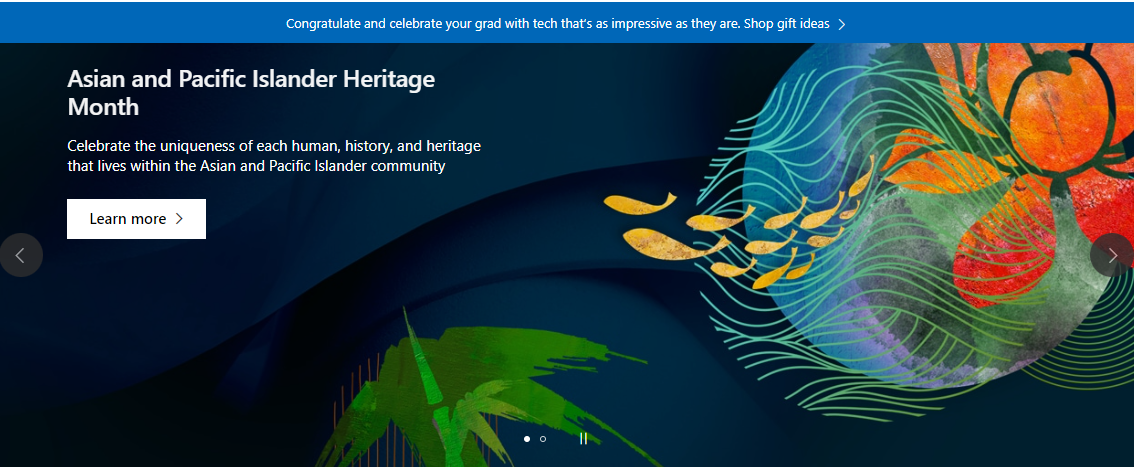 Congratulate and celebrate your grad with tech that's as impressive as they are. Shop gift ideas
Asian and Pacific Islander Heritage
Month
Celebrate the uniqueness of each human, history, and heritage
that lives within the Asian and Pacific Islander community
Learn more